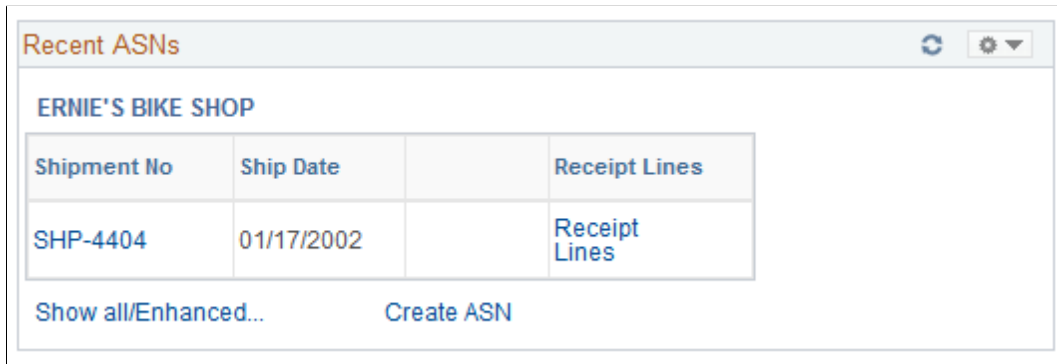 Recent ASNs
ERNIE'S BIKE SHOP
Shipment No Ship Date Receipt Lines
SHP-4404 01/17/2002 Receipt
Lines
Show all/Enhanced... Create ASN